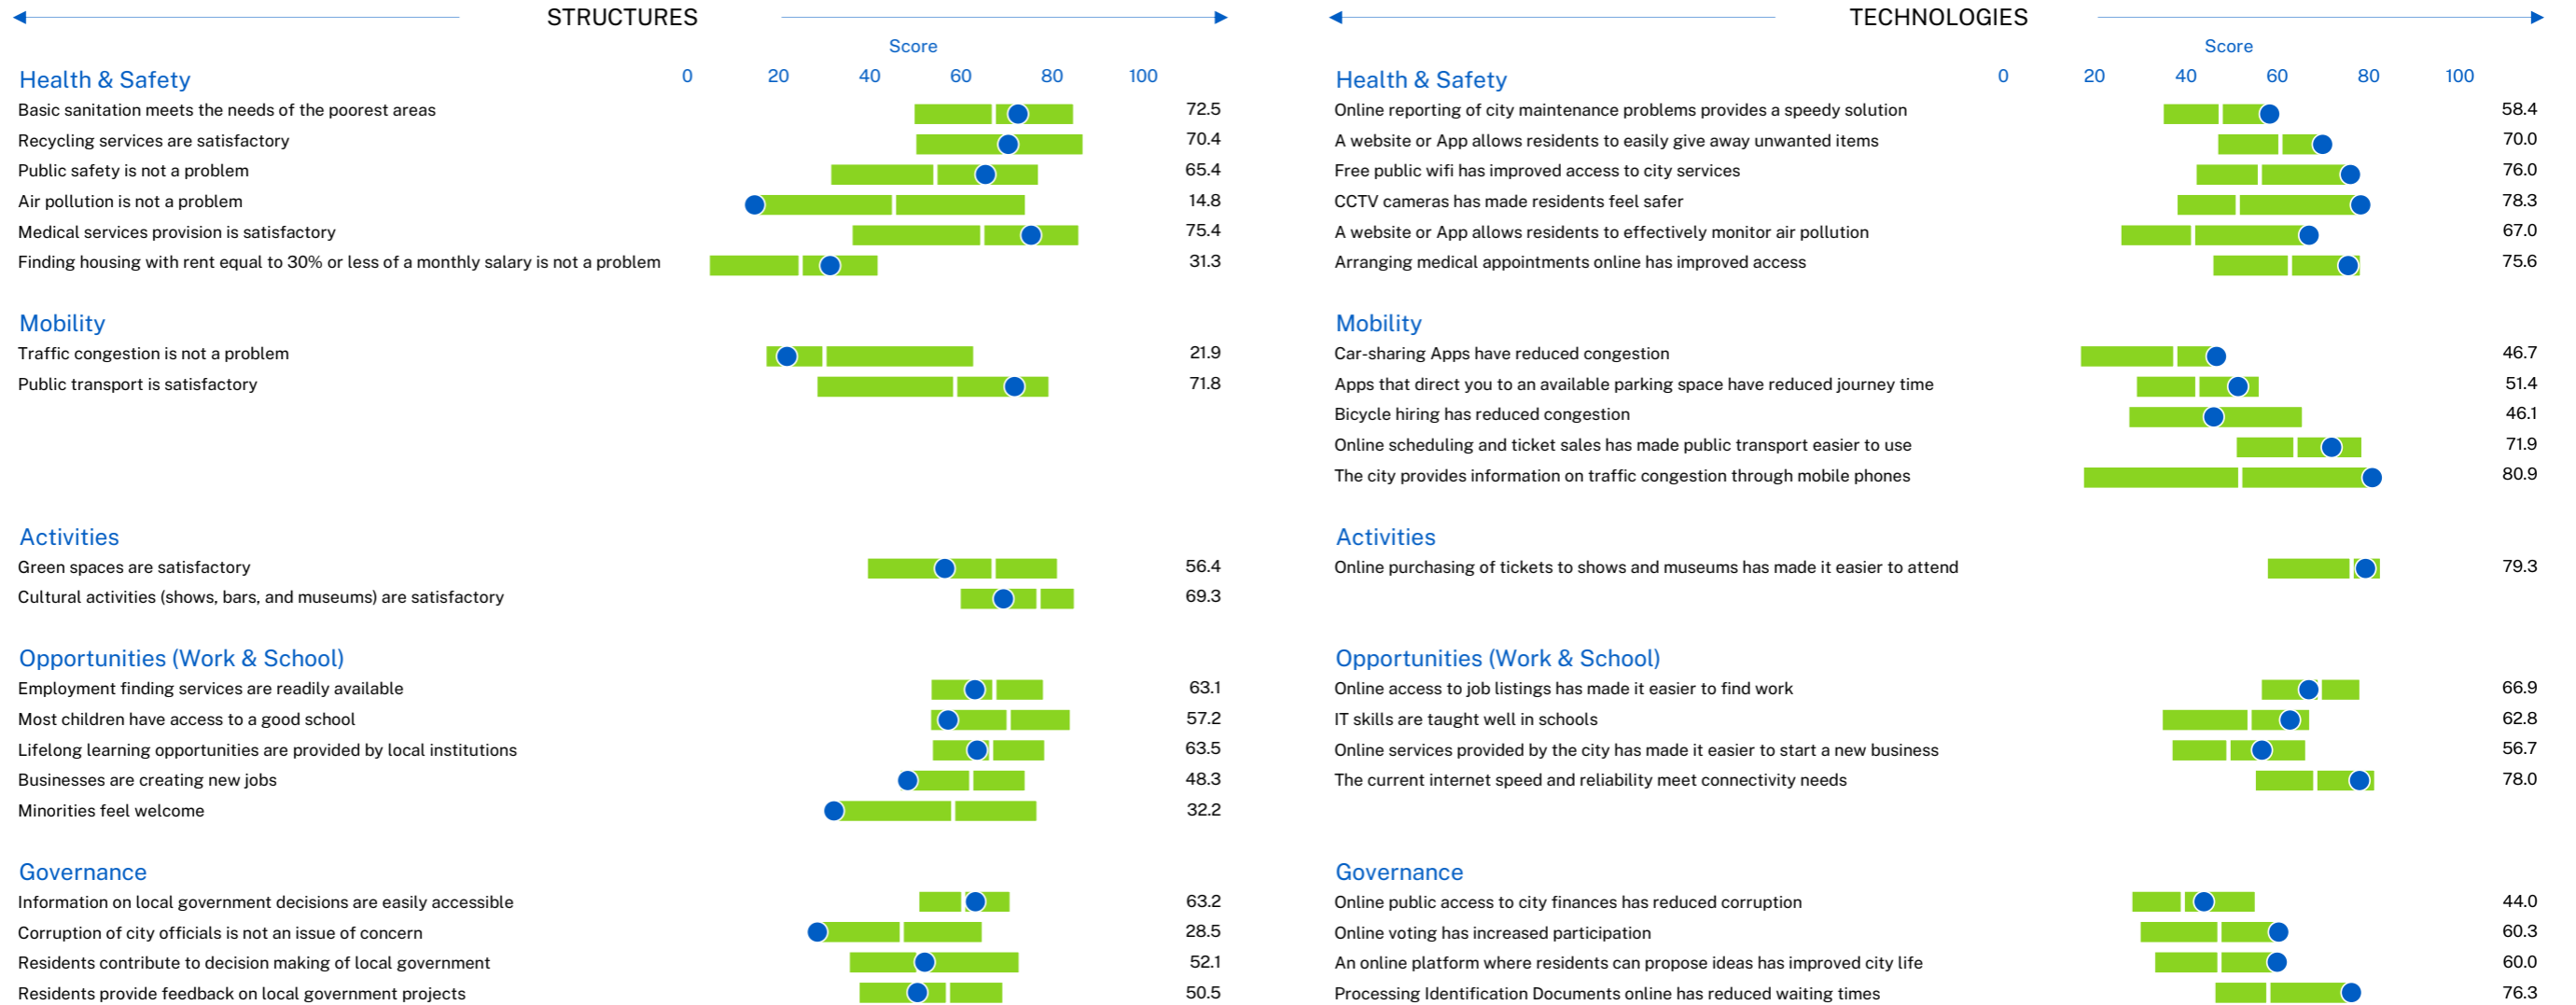 STRUCTURES
Score
Health & Safety 0 20 40 60 80 100
Basic sanitation meets the needs of the poorest areas 72.5
Recycling services are satisfactory 70.4
Public safety is not a problem 65.4
Air pollution is not a problem 14.8
Medical services provision is satisfactory 75.4
Finding housing with rent equal to 30% or less of a monthly salary is not a problem 31.3
Mobility
Traffic congestion is not a problem 21.9
Public transport is satisfactory 71.8
Activities
Green spaces are satisfactory 56.4
Cultural activities (shows, bars, and museums) are satisfactory 69.3
Opportunities (Work & School)
Employment finding services are readily available 63.1
Most children have access to a good school 57.2
Lifelong learning opportunities are provided by local institutions 63.5
Businesses are creating new jobs 48.3
Minorities feel welcome 32.2
Governance
Information on local government decisions are easily accessible 63.2
Corruption of city officials is not an issue of concern 28.5
Residents contribute to decision making of local government 52.1
Residents provide feedback on local government projects 50.5
TECHNOLOGIES
Score
Health & Safety 0 20 40 60 80 100
Online reporting of city maintenance problems provides a speedy solution 58.4
A website or App allows residents to easily give away unwanted items 70.0
Free public wifi has improved access to city services 76.0
CCTV cameras has made residents feel safer 78.3
A website or App allows residents to effectively monitor air pollution 67.0
Arranging medical appointments online has improved access 75.6
Mobility
Car-sharing Apps have reduced congestion 46.7
Apps that direct you to an available parking space have reduced journey time 51.4
Bicycle hiring has reduced congestion 46.1
Online scheduling and ticket sales has made public transport easier to use 71.9
The city provides information on traffic congestion through mobile phones 80.9
Activities
Online purchasing of tickets to shows and museums has made it easier to attend 79.3
Opportunities (Work & School)
Online access to job listings has made it easier to find work 66.9
IT skills are taught well in schools 62.8
Online services provided by the city has made it easier to start a new business 56.7
The current internet speed and reliability meet connectivity needs 78.0
Governance
Online public access to city finances has reduced corruption 44.0
Online voting has increased participation 60.3
An online platform where residents can propose ideas has improved city life 60.0
Processing Identification Documents online has reduced waiting times 76.3